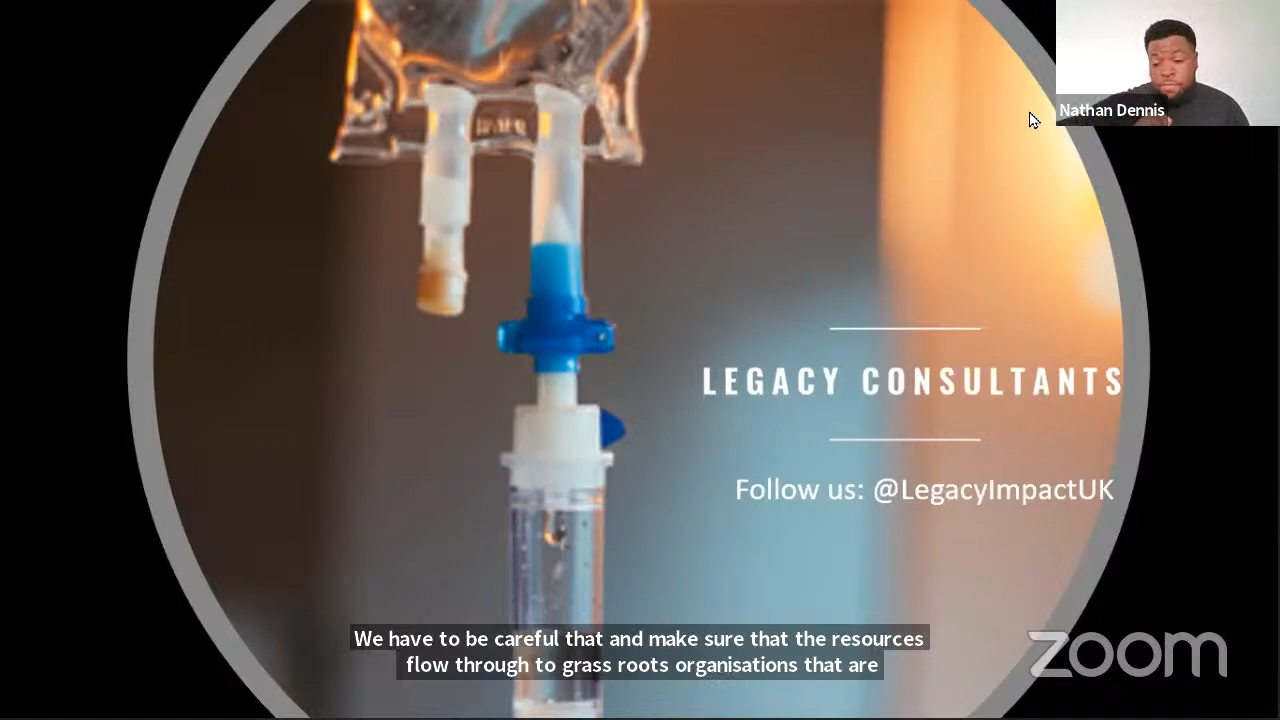 Nathan Dennis
LEGACY CONSULTANTS
Follow us: @LegacyImpactUK
We have to be careful that and make sure that the resources
flow through to grass roots organisations that are
zoom